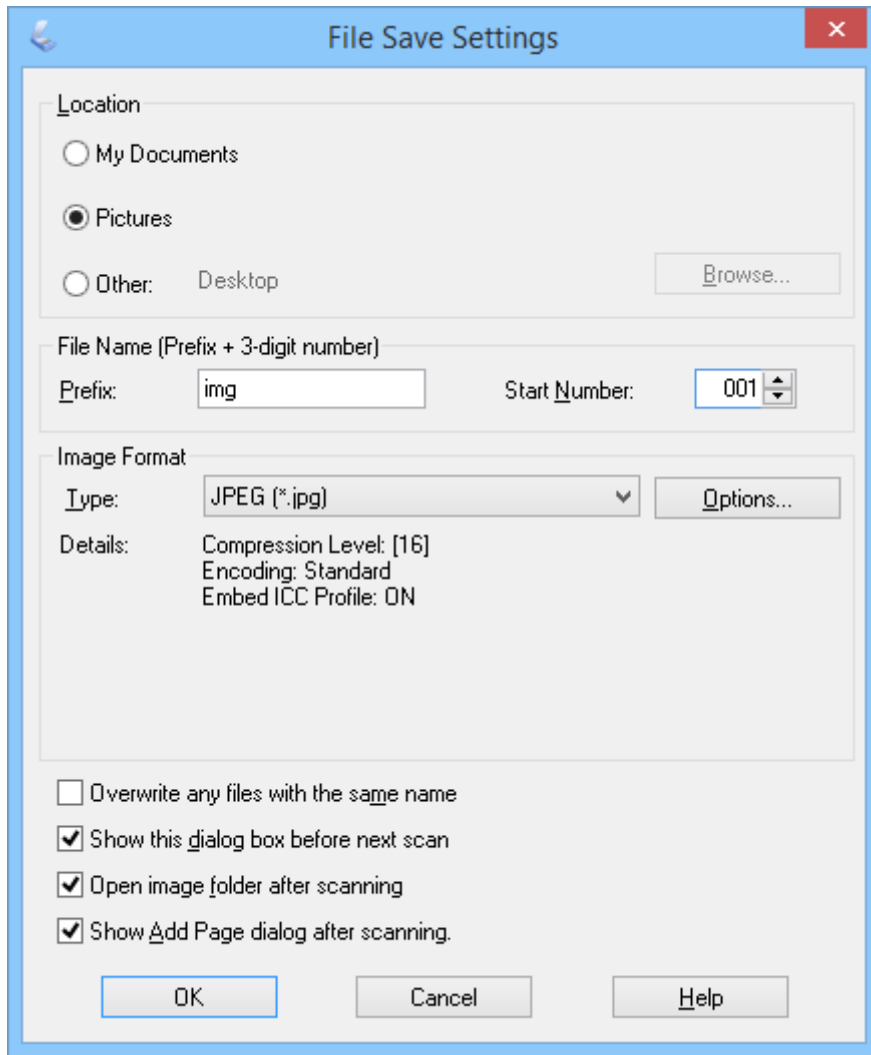 File Save Settings
Location
My Documents
Pictures
Other: Desktop Browse...
File Name (Prefix + 3-digit number)
Prefix: img Start Number: 001
Image Format
Type: JPEG (*.jpg) Options...
Details: Compression Level: [16]
Encoding: Standard
Embed ICC Profile: ON
Overwrite any files with the same name
Show this dialog box before next scan
Open image folder after scanning
Show Add Page dialog after scanning.
OK Cancel Help